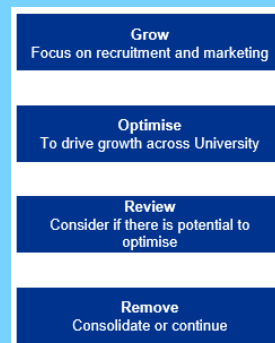 Grow
Focus on recruitment and marketing
Optimise
To drive growth across University
Review
Consider if there is potential to
optimise
Remove
Consolidate or continue